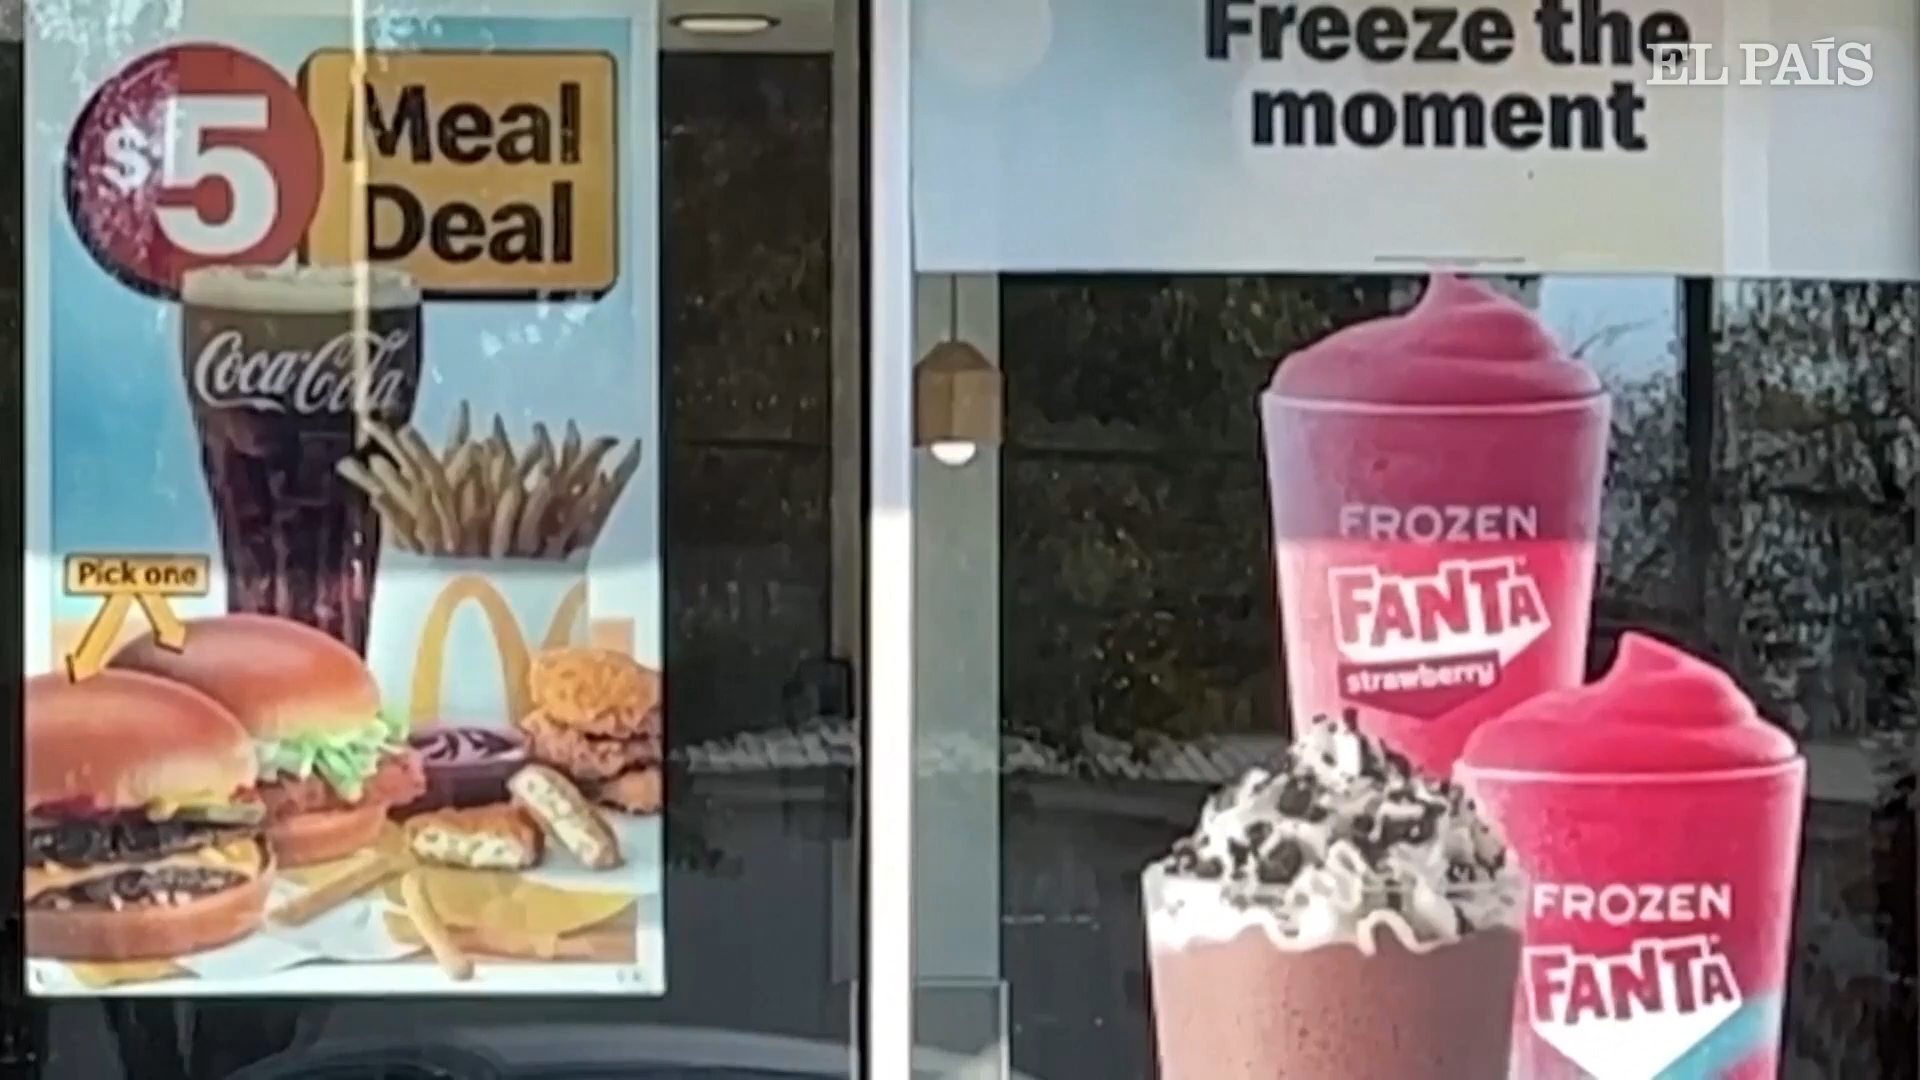 $5
Meal
Deal
Coca-Cola
Pick one
Freeze the
moment
EL PAÍS
FROZEN
FANTA
strawberry
FROZEN
FANTA